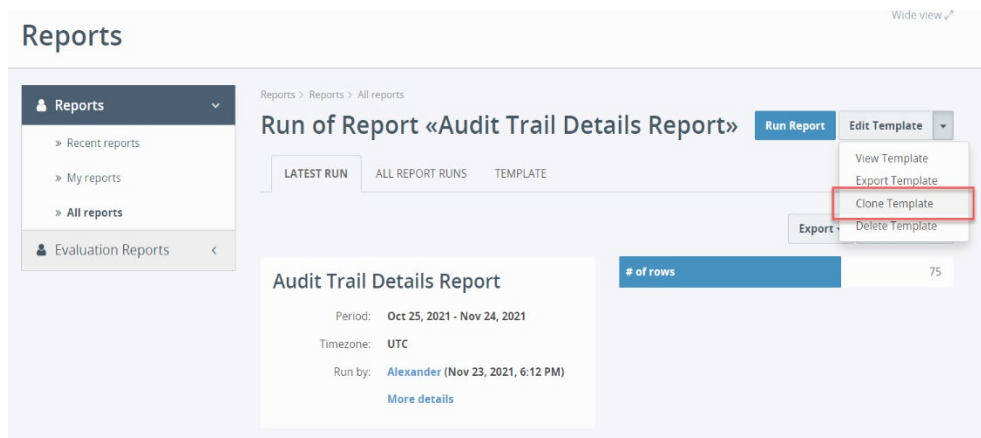 Wide view
Reports
Reports
» Recent reports
» My reports
» All reports
Evaluation Reports
Reports > Reports > All reports
Run of Report «Audit Trail Details Report»
Run Report
Edit Template
View Template
Export Template
Clone Template
Delete Template
LATEST RUN ALL REPORT RUNS TEMPLATE
Export
Audit Trail Details Report
Period: Oct 25, 2021 - Nov 24, 2021
Timezone: UTC
Run by: Alexander (Nov 23, 2021, 6:12 PM)
More details
# of rows 75